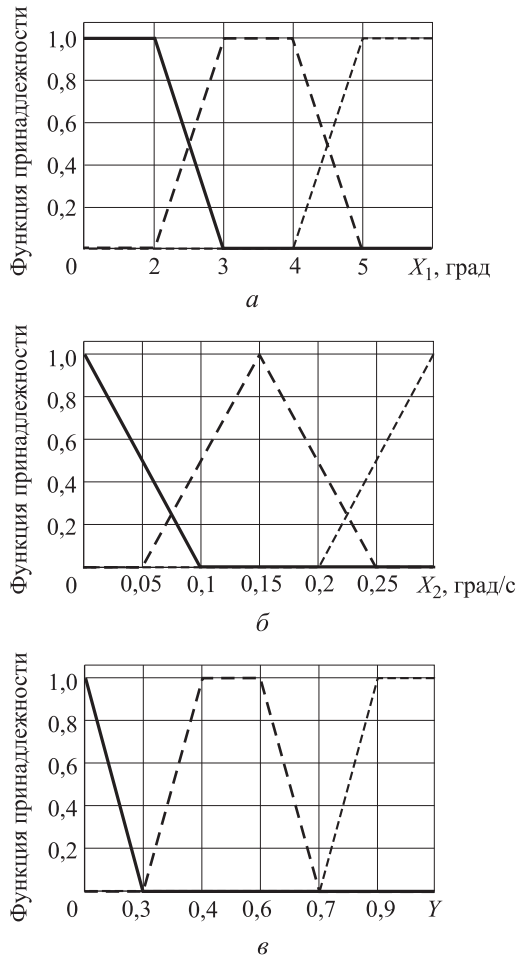 Функция принадлежности
1,0
0,8
0,6
0,4
0,2
0 2 3 4 5 X1, град
а
Функция принадлежности
1,0
0,8
0,6
0,4
0,2
0 0,05 0,1 0,15 0,2 0,25 X2, град/с
б
Функция принадлежности
1,0
0,8
0,6
0,4
0,2
0 0,3 0,4 0,6 0,7 0,9 Y
в